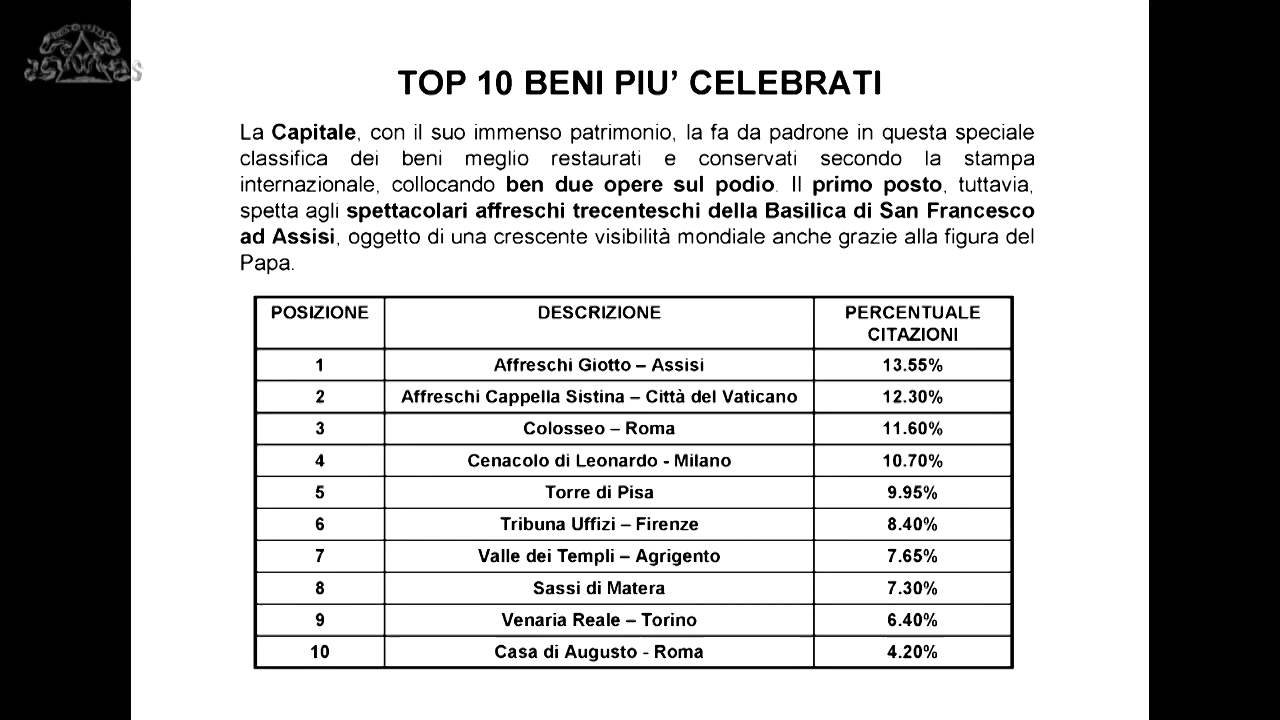 TOP 10 BENI PIU’ CELEBRATI
La Capitale, con il suo immenso patrimonio, la fa da padrone in questa speciale
classifica dei beni meglio restaurati e conservati secondo la stampa
internazionale, collocando ben due opere sul podio. Il primo posto, tuttavia,
spetta agli spettacolari affreschi trecenteschi della Basilica di San Francesco
ad Assisi, oggetto di una crescente visibilità mondiale anche grazie alla figura del
Papa.
POSIZIONE DESCRIZIONE PERCENTUALE
CITAZIONI
1 Affreschi Giotto – Assisi 13.55%
2 Affreschi Cappella Sistina – Città del Vaticano 12.30%
3 Colosseo – Roma 11.60%
4 Cenacolo di Leonardo - Milano 10.70%
5 Torre di Pisa 9.95%
6 Tribuna Uffizi – Firenze 8.40%
7 Valle dei Templi – Agrigento 7.65%
8 Sassi di Matera 7.30%
9 Venaria Reale – Torino 6.40%
10 Casa di Augusto - Roma 4.20%